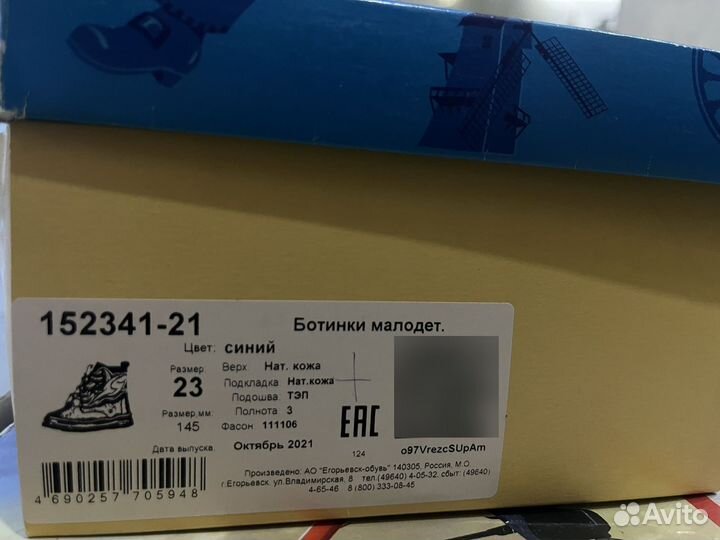 152341-21 Ботинки малодет.
Цвет: синий
Размер: 23
Верх Нат. кожа
Подкладка Нат.кожа
Подошва: ТЭП
Полнота 3
Размер,мм: 145
Фасон 111106
EAC
124
o97VrezcSUpAm
Дата выпуска: Октябрь 2021
4 690257 705948
Произведено: АО "Егорьевск-обувь" 140305, Россия, М.О.
г.Егорьевск. ул.Владимирская, 8 тел.(49640) 4-05-32. сбыт: (49640)
4-65-46 8 (800) 333-08-45
Avito